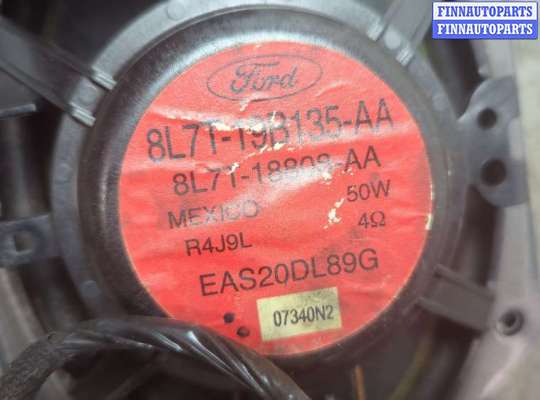 FINNAUTOPARTS
FINNAUTOPARTS
Ford
8L7T-19B135-AA
8L7T-18808-AA
MEXICO 50W
R4J9L 4Ω
EAS20DL89G
07340N2